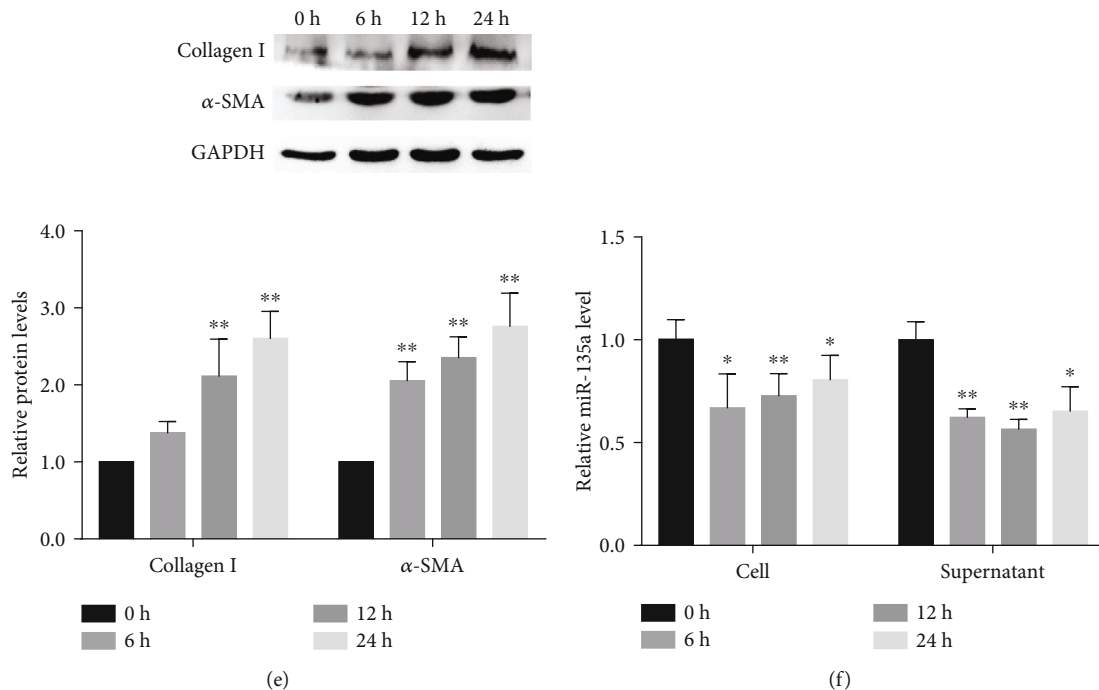 0 h 6 h 12 h 24 h
Collagen I
α-SMA
GAPDH
Relative protein levels
4.0
3.0
2.0
1.0
0.0
** ** ** ** **
Collagen I α-SMA
0 h 12 h
6 h 24 h
(e)
Relative miR-135a level
1.5
1.0
0.5
0.0
* ** * ** ** *
Cell Supernatant
0 h 12 h
6 h 24 h
(f)